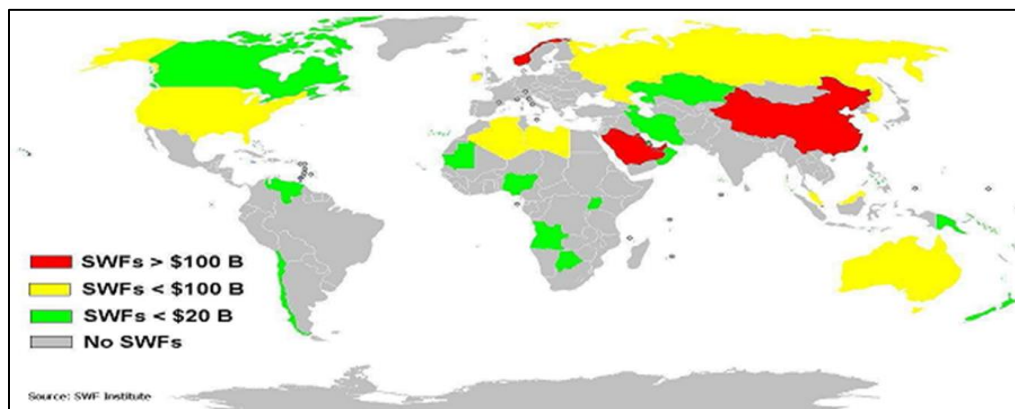 SWFs > $100 B
SWFs < $100 B
SWFs < $20 B
No SWFs
Source: SWF Institute